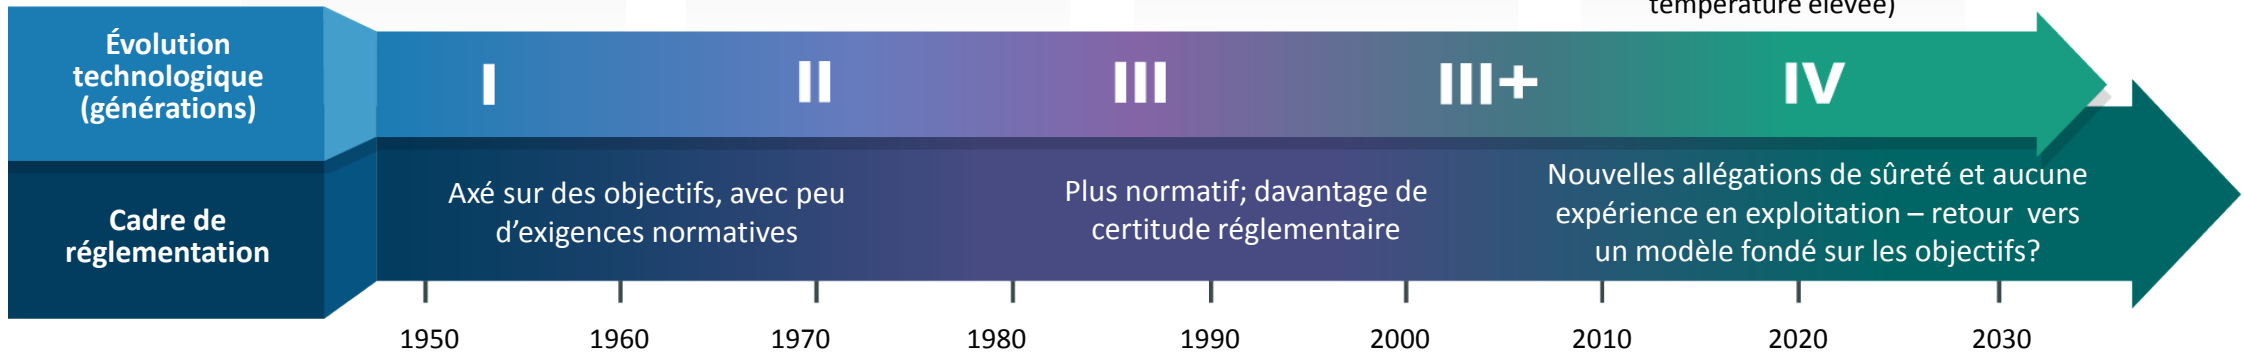 température élevée)
Évolution
technologique
(générations)
I II III III+ IV
Cadre de
réglementation
Axé sur des objectifs, avec peu
d’exigences normatives
Plus normatif; davantage de
certitude réglementaire
Nouvelles allégations de sûreté et aucune
expérience en exploitation – retour vers
un modèle fondé sur les objectifs?
1950 1960 1970 1980 1990 2000 2010 2020 2030